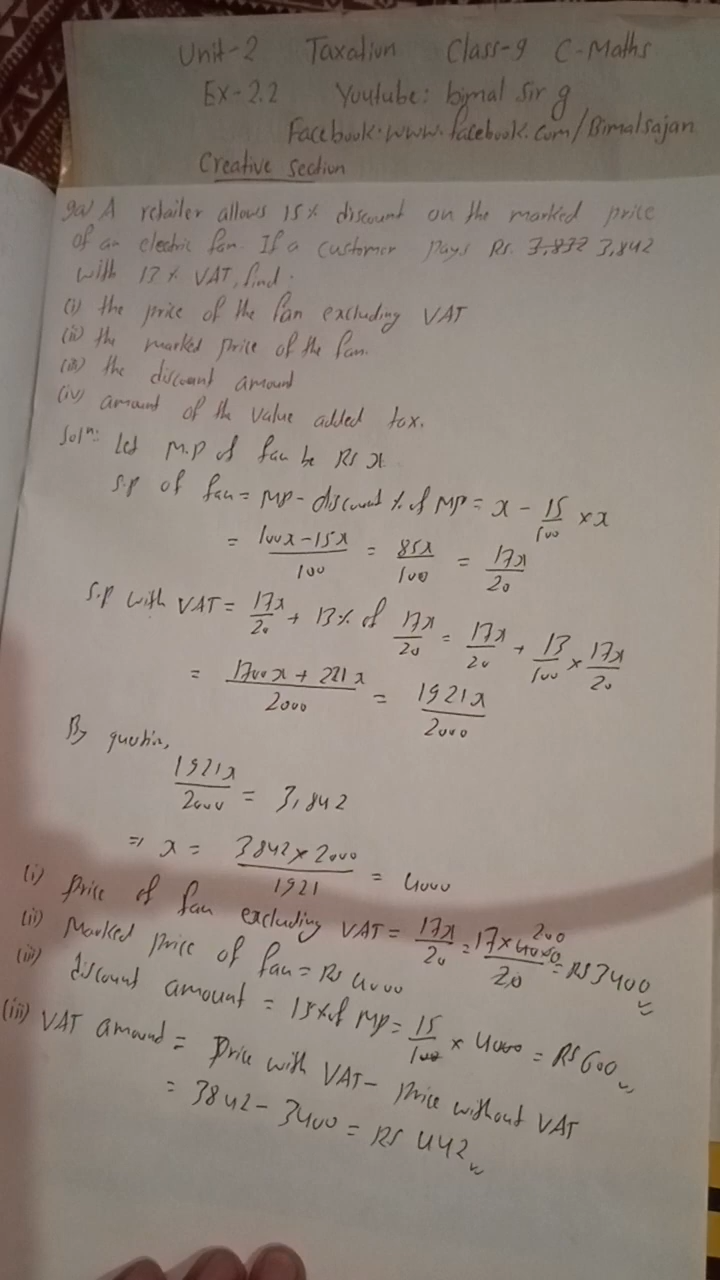 Unit-2 Taxation Class-9 C-Maths
Ex-2.2 Youtube: bimal sir g
Facebook: www.facebook.com/Bimalsajan
Creative section
9a) A retailer allows 15% discount on the marked price
of an electric fan. If a customer pays Rs. 3,842
with 13% VAT, find.
(i) the price of the fan excluding VAT
(ii) the marked price of the fan.
(iii) the discount amount
(iv) amount of the value added tax.
Solⁿ: Let M.P of fan be Rs x
S.P of fan = MP - discount % of MP = x - 15/100 × x
= 100x-15x/100 = 85x/100 = 17x/20
S.P with VAT = 17x/20 + 13% of 17x/20 = 17x/20 + 13/100 × 17x/20
= 1700x + 221x/2000 = 1921x/2000
By question,
1921x/2000 = 3,842
⇒ x = 3842×2000/1921 = 4000
(i) Price of fan excluding VAT = 17x/20 = 17×4000/20 = RS 3400
(ii) Marked price of fan = Rs 4000
(iii) discount amount = 15% of MP = 15/100 × 4000 = RS 600
(iii) VAT amount = Price with VAT - Price without VAT
= 3842 - 3400 = RS 442